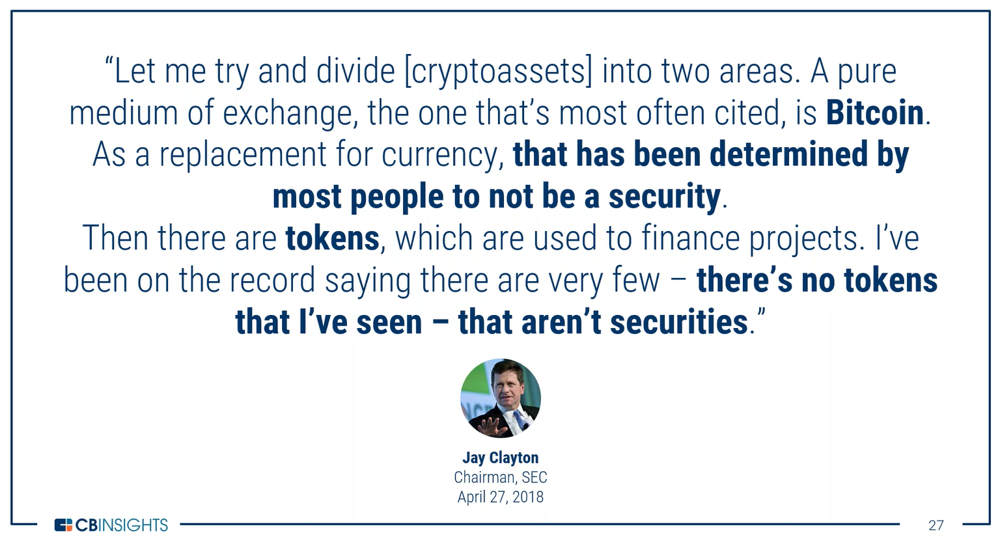 “Let me try and divide [cryptoassets] into two areas. A pure
medium of exchange, the one that’s most often cited, is Bitcoin.
As a replacement for currency, that has been determined by
most people to not be a security.
Then there are tokens, which are used to finance projects. I’ve
been on the record saying there are very few – there’s no tokens
that I’ve seen – that aren’t securities.”
Jay Clayton
Chairman, SEC
April 27, 2018
CBINSIGHTS
27